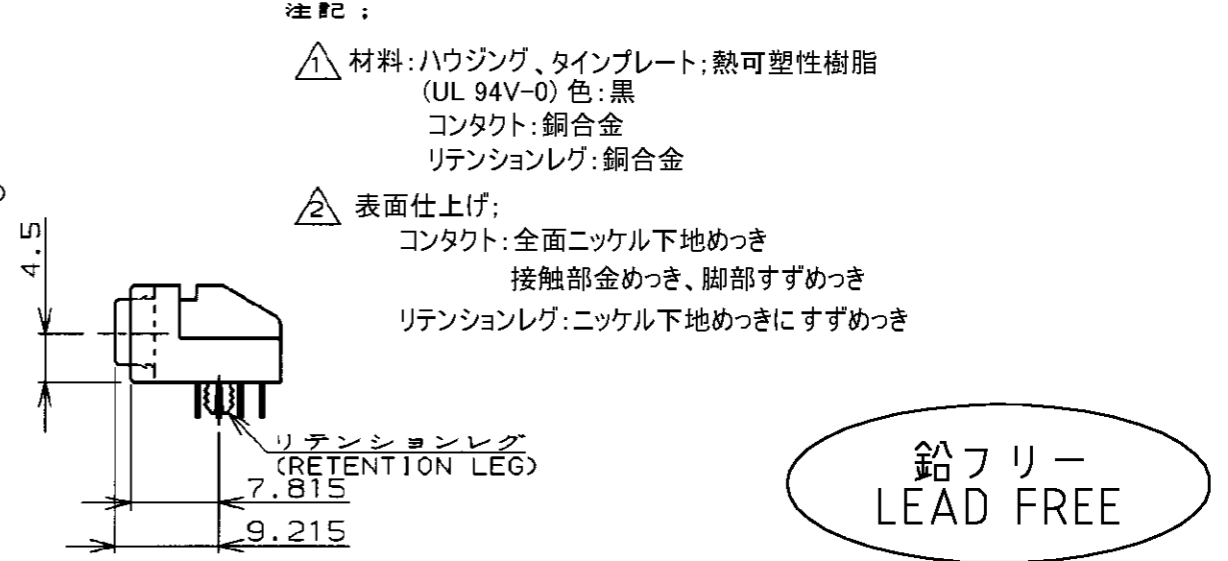 注記;
1 材料:ハウジング、タインプレート;熱可塑性樹脂
(UL 94V-0) 色:黒
コンタクト:銅合金
リテンションレグ:銅合金
2 表面仕上げ;
コンタクト:全面ニッケル下地めっき
接触部金めっき、脚部すずめっき
リテンションレグ:ニッケル下地めっきにすずめっき
4.5
リテンションレグ
(RETENTION LEG)
7.815
9.215
鉛フリー
LEAD FREE